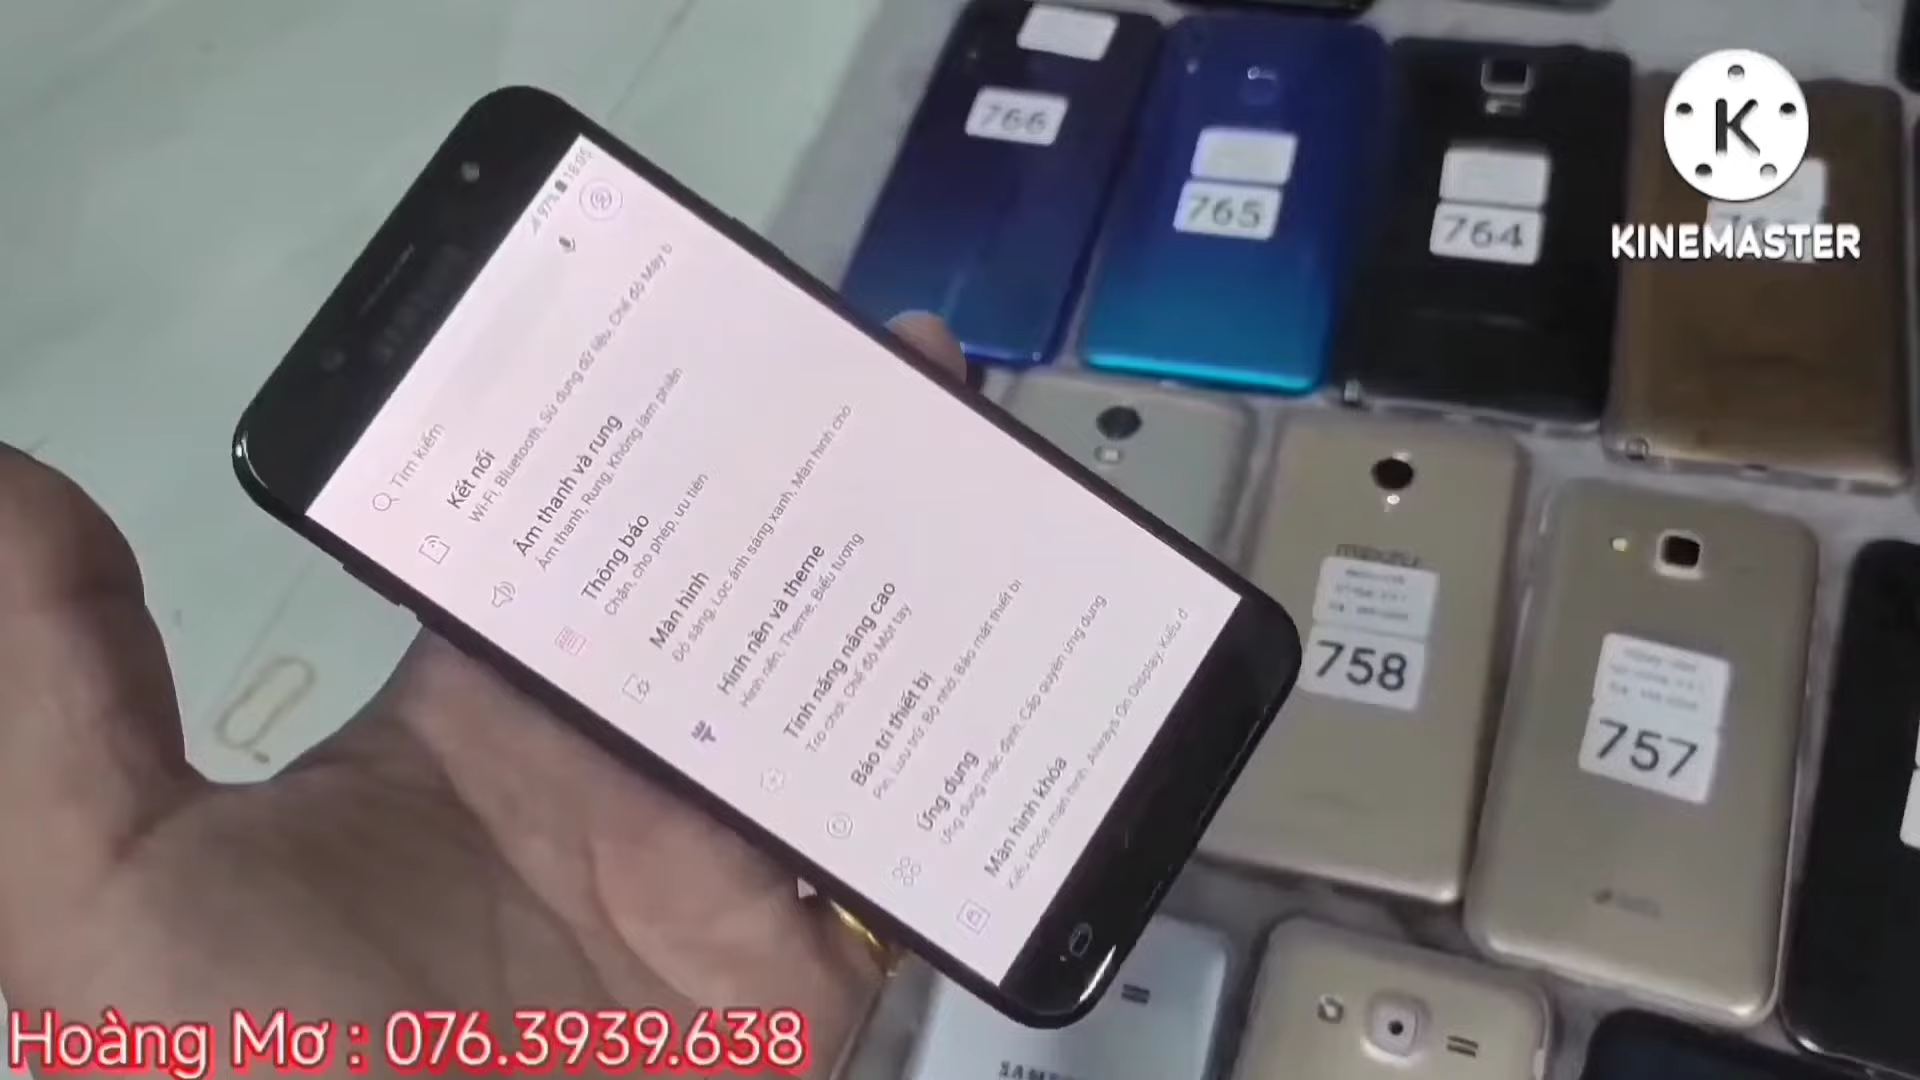 766
765
764
KINEMASTER
97% 
Tìm kiếm
Kết nối
Wi-Fi, Bluetooth, Sử dụng dữ liệu, Chế độ Máy b
Âm thanh và rung
Âm thanh, Rung, Không làm phiền
Thông báo
Chặn, cho phép, ưu tiên
Màn hình
Độ sáng, Lọc ánh sáng xanh, Màn hình chờ
Hình nền và theme
Hình nền, Theme, Biểu tượng
Tính năng nâng cao
Trò chơi, Chế độ Một tay
Bảo trì thiết bị
Pin, Lưu trữ, Bộ nhớ, Bảo mật thiết bị
Ứng dụng
Ứng dụng mặc định, Cấp quyền ứng dụng
Màn hình khóa
Kiểu khóa màn hình, Always On Display, Kiểu đ
758
757
Hoàng Mơ : 076.3939.638